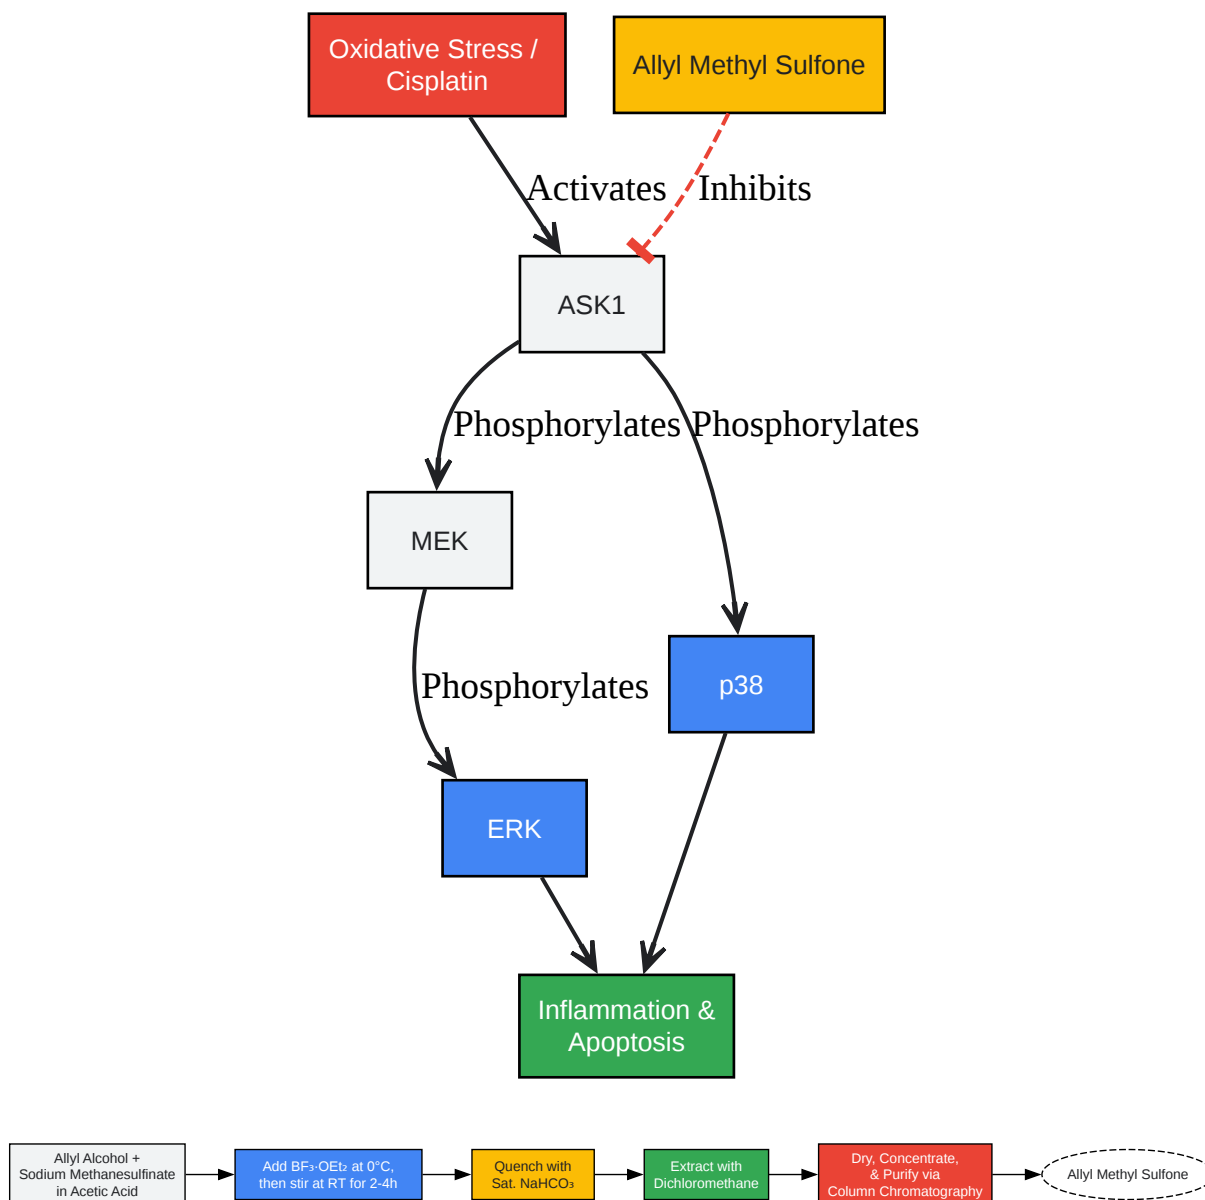 Oxidative Stress /
Cisplatin
Allyl Methyl Sulfone
Activates
Inhibits
ASK1
Phosphorylates
Phosphorylates
MEK
Phosphorylates
p38
ERK
Inflammation &
Apoptosis
Allyl Alcohol +
Sodium Methanesulfinate
in Acetic Acid
Add BF₃·OEt₂ at 0°C,
then stir at RT for 2-4h
Quench with
Sat. NaHCO₃
Extract with
Dichloromethane
Dry, Concentrate,
& Purify via
Column Chromatography
Allyl Methyl Sulfone